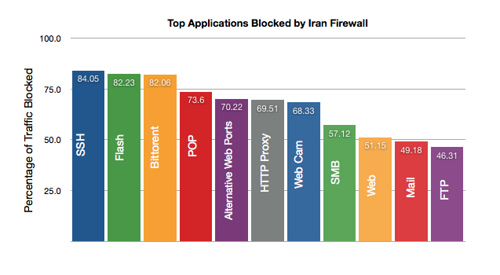 Top Applications Blocked by Iran Firewall
Percentage of Traffic Blocked
100.0
75.0
50.0
25.0
84.05
SSH
82.23
Flash
82.06
Bittorent
73.6
POP
70.22
Alternative Web Ports
69.51
HTTP Proxy
68.33
Web Cam
57.12
SMB
51.15
Web
49.18
Mail
46.31
FTP